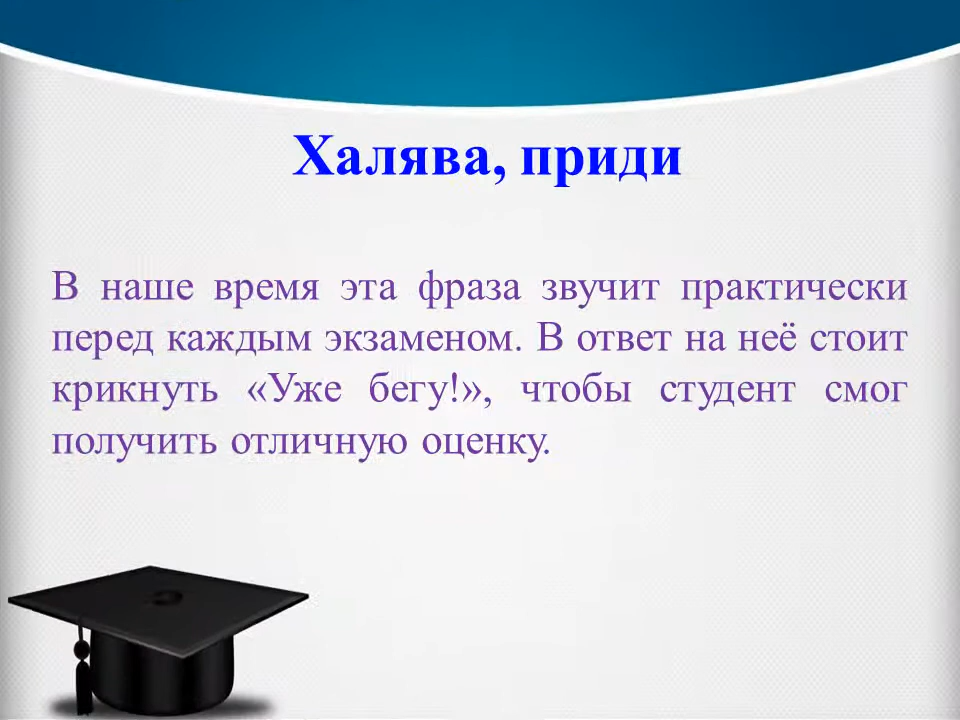 Халява, приди
В наше время эта фраза звучит практически
перед каждым экзаменом. В ответ на неё стоит
крикнуть «Уже бегу!», чтобы студент смог
получить отличную оценку.